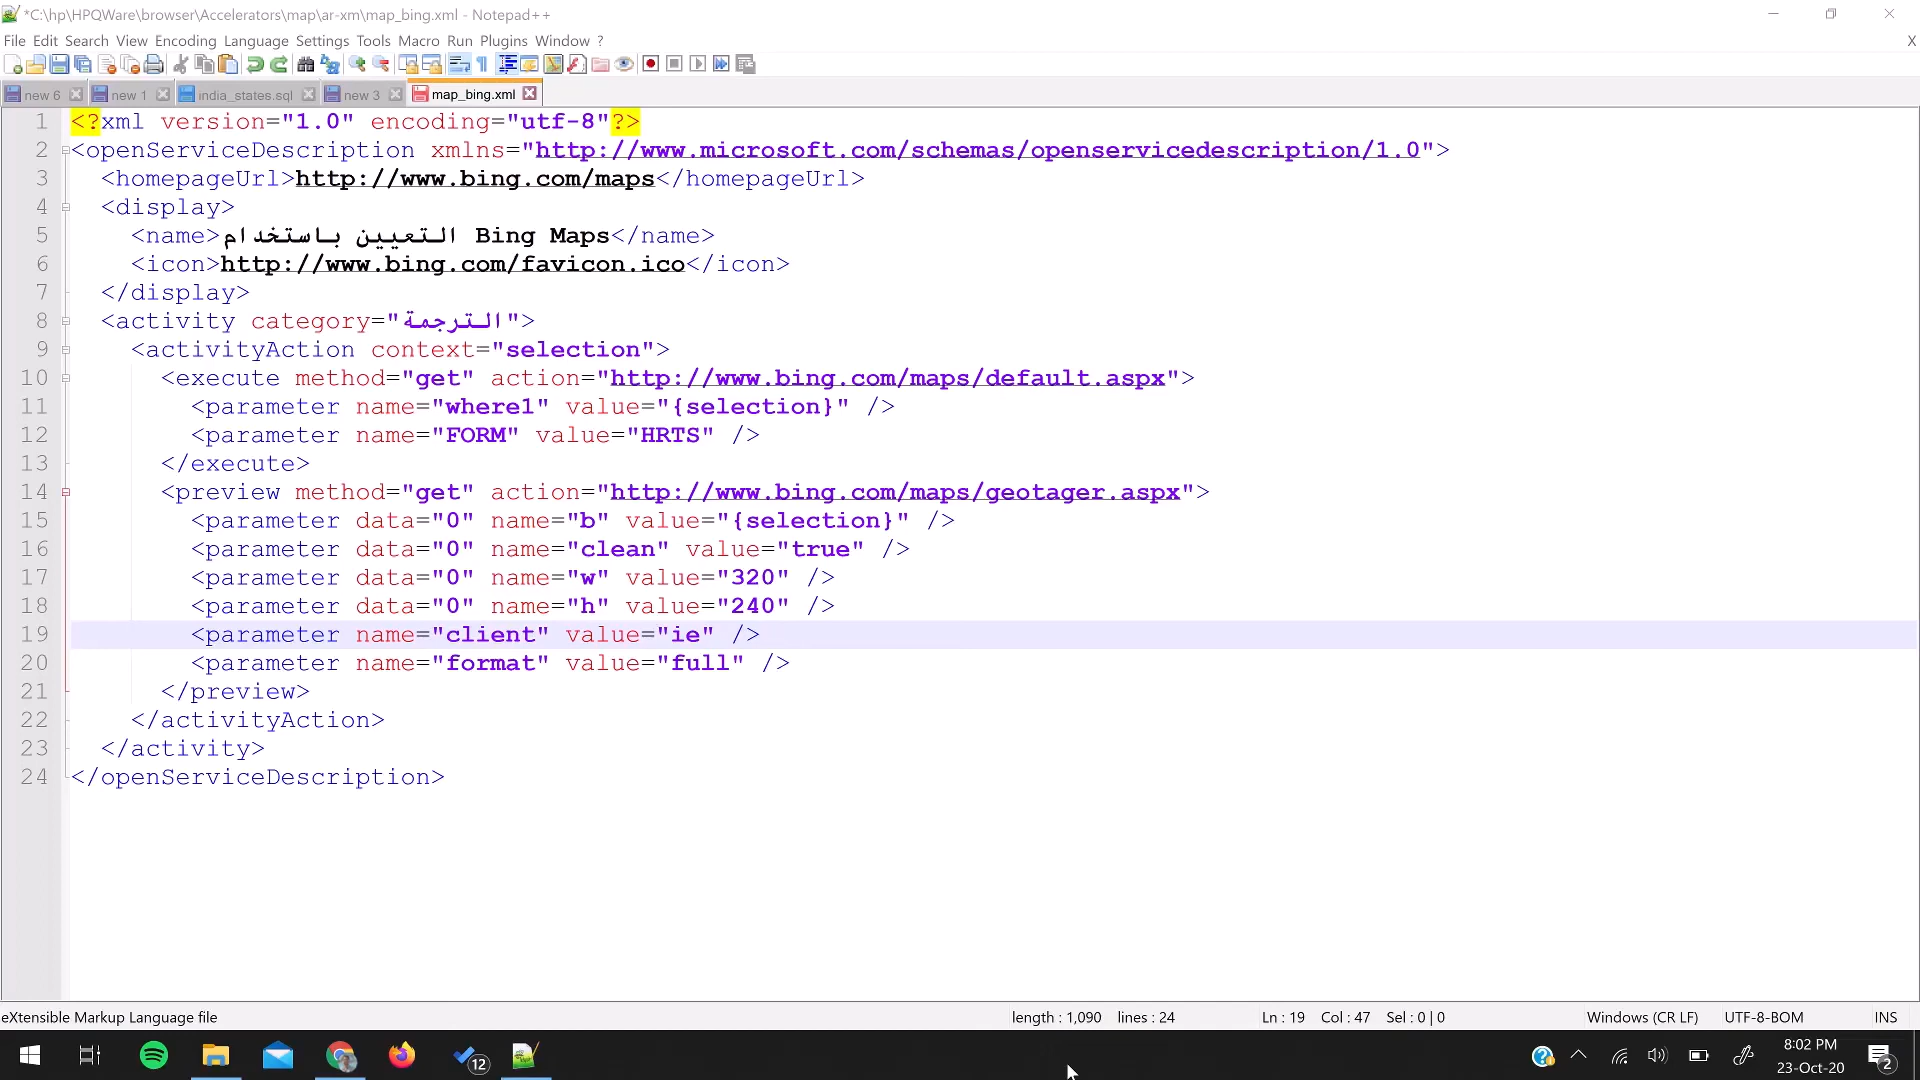 *C:\hp\HPQWare\browser\Accelerators\map\ar-xm\map_bing.xml - Notepad++
File Edit Search View Encoding Language Settings Tools Macro Run Plugins Window ?
X
new 6 new 1 india_states.sql new 3 map_bing.xml
1 <?xml version="1.0" encoding="utf-8"?>
2 <openServiceDescription xmlns="http://www.microsoft.com/schemas/openservicedescription/1.0">
3 <homepageUrl>http://www.bing.com/maps</homepageUrl>
4 <display>
5 <name>التعيين باستخدام Bing Maps</name>
6 <icon>http://www.bing.com/favicon.ico</icon>
7 </display>
8 <activity category="الترجمة">
9 <activityAction context="selection">
10 <execute method="get" action="http://www.bing.com/maps/default.aspx">
11 <parameter name="where1" value="{selection}" />
12 <parameter name="FORM" value="HRTS" />
13 </execute>
14 <preview method="get" action="http://www.bing.com/maps/geotager.aspx">
15 <parameter data="0" name="b" value="{selection}" />
16 <parameter data="0" name="clean" value="true" />
17 <parameter data="0" name="w" value="320" />
18 <parameter data="0" name="h" value="240" />
19 <parameter name="client" value="ie" />
20 <parameter name="format" value="full" />
21 </preview>
22 </activityAction>
23 </activity>
24 </openServiceDescription>
eXtensible Markup Language file length : 1,090 lines : 24 Ln : 19 Col : 47 Sel : 0 | 0 Windows (CR LF) UTF-8-BOM INS
12
8:02 PM
23-Oct-20
2